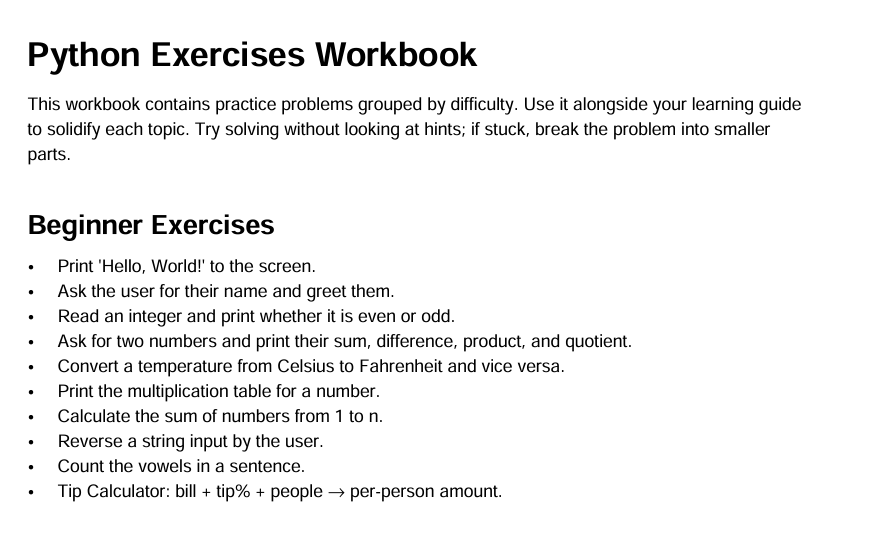 Python Exercises Workbook
This workbook contains practice problems grouped by difficulty. Use it alongside your learning guide
to solidify each topic. Try solving without looking at hints; if stuck, break the problem into smaller
parts.
Beginner Exercises
• Print 'Hello, World!' to the screen.
• Ask the user for their name and greet them.
• Read an integer and print whether it is even or odd.
• Ask for two numbers and print their sum, difference, product, and quotient.
• Convert a temperature from Celsius to Fahrenheit and vice versa.
• Print the multiplication table for a number.
• Calculate the sum of numbers from 1 to n.
• Reverse a string input by the user.
• Count the vowels in a sentence.
• Tip Calculator: bill + tip% + people → per-person amount.